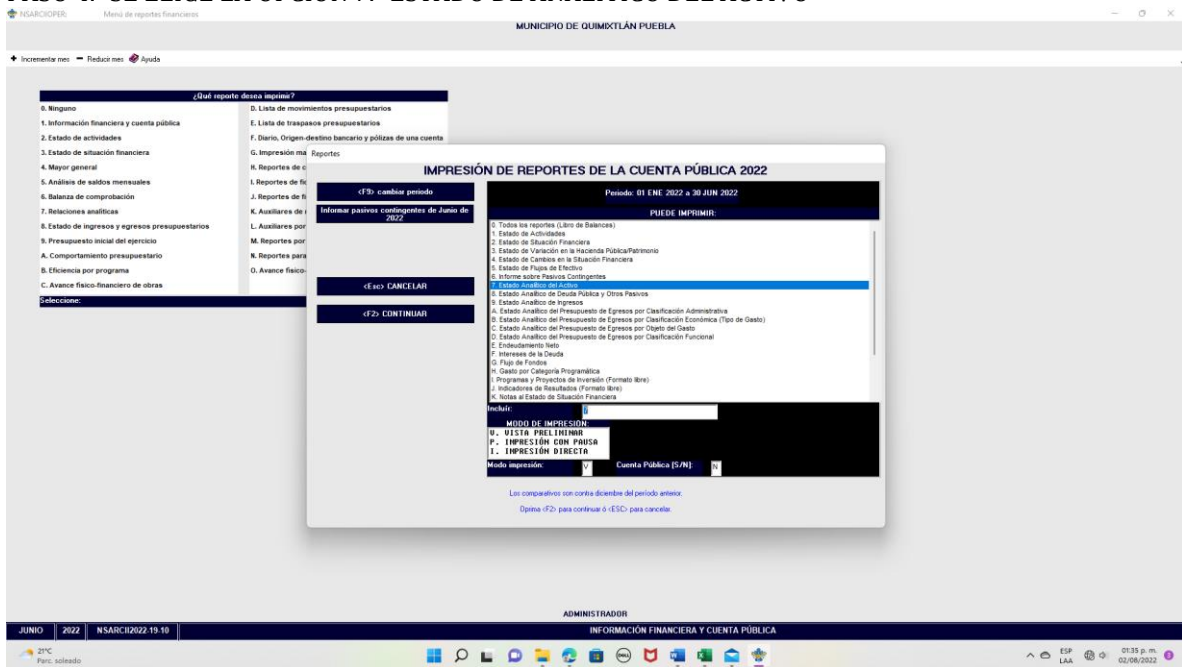 NSARCIIOPER: Menú de reportes financieros
MUNICIPIO DE QUIMIXTLÁN PUEBLA
Incrementar mes Reducir mes Ayuda
¿Qué reporte desea imprimir?
0. Ninguno
1. Información financiera y cuenta pública
2. Estado de actividades
3. Estado de situación financiera
4. Mayor general
5. Análisis de saldos mensuales
6. Balanza de comprobación
7. Relaciones analíticas
8. Estado de ingresos y egresos presupuestarios
9. Presupuesto inicial del ejercicio
A. Comportamiento presupuestario
B. Eficiencia por programa
C. Avance físico-financiero de obras
D. Lista de movimientos presupuestarios
E. Lista de traspasos presupuestarios
F. Diario, Origen-destino bancario y pólizas de una cuenta
G. Impresión ma
H. Reportes de c
I. Reportes de fic
J. Reportes de fi
K. Auxiliares de
L. Auxiliares por
M. Reportes por
N. Reportes para
O. Avance físico-
Seleccione:
Reportes
IMPRESIÓN DE REPORTES DE LA CUENTA PÚBLICA 2022
<F9> cambiar periodo
Informar pasivos contingentes de Junio de
2022
<Esc> CANCELAR
<F2> CONTINUAR
Periodo: 01 ENE 2022 a 30 JUN 2022
PUEDE IMPRIMIR:
0. Todos los reportes (Libro de Balances)
1. Estado de Actividades
2. Estado de Situación Financiera
3. Estado de Variación en la Hacienda Pública/Patrimonio
4. Estado de Cambios en la Situación Financiera
5. Estado de Flujos de Efectivo
6. Informe sobre Pasivos Contingentes
7. Estado Analítico del Activo
8. Estado Analítico de Deuda Pública y Otros Pasivos
9. Estado Analítico de Ingresos
A. Estado Analítico del Presupuesto de Egresos por Clasificación Administrativa
B. Estado Analítico del Presupuesto de Egresos por Clasificación Económica (Tipo de Gasto)
C. Estado Analítico del Presupuesto de Egresos por Objeto del Gasto
D. Estado Analítico del Presupuesto de Egresos por Clasificación Funcional
E. Endeudamiento Neto
F. Intereses de la Deuda
G. Flujo de Fondos
H. Gasto por Categoría Programática
I. Programas y Proyectos de Inversión (Formato libre)
J. Indicadores de Resultados (Formato libre)
K. Notas al Estado de Situación Financiera
Incluir: 7
MODO DE IMPRESIÓN:
V. VISTA PRELIMINAR
P. IMPRESIÓN CON PAUSA
I. IMPRESIÓN DIRECTA
Modo impresión: V Cuenta Pública [S/N]: N
Los comparativos son contra diciembre del período anterior.
Oprima <F2> para continuar ó <ESC> para cancelar.
ADMINISTRADOR
JUNIO 2022 NSARCII2022-19-10 INFORMACIÓN FINANCIERA Y CUENTA PÚBLICA
21°C
Parc. soleado
ESP
LAA
01:35 p. m.
02/08/2022